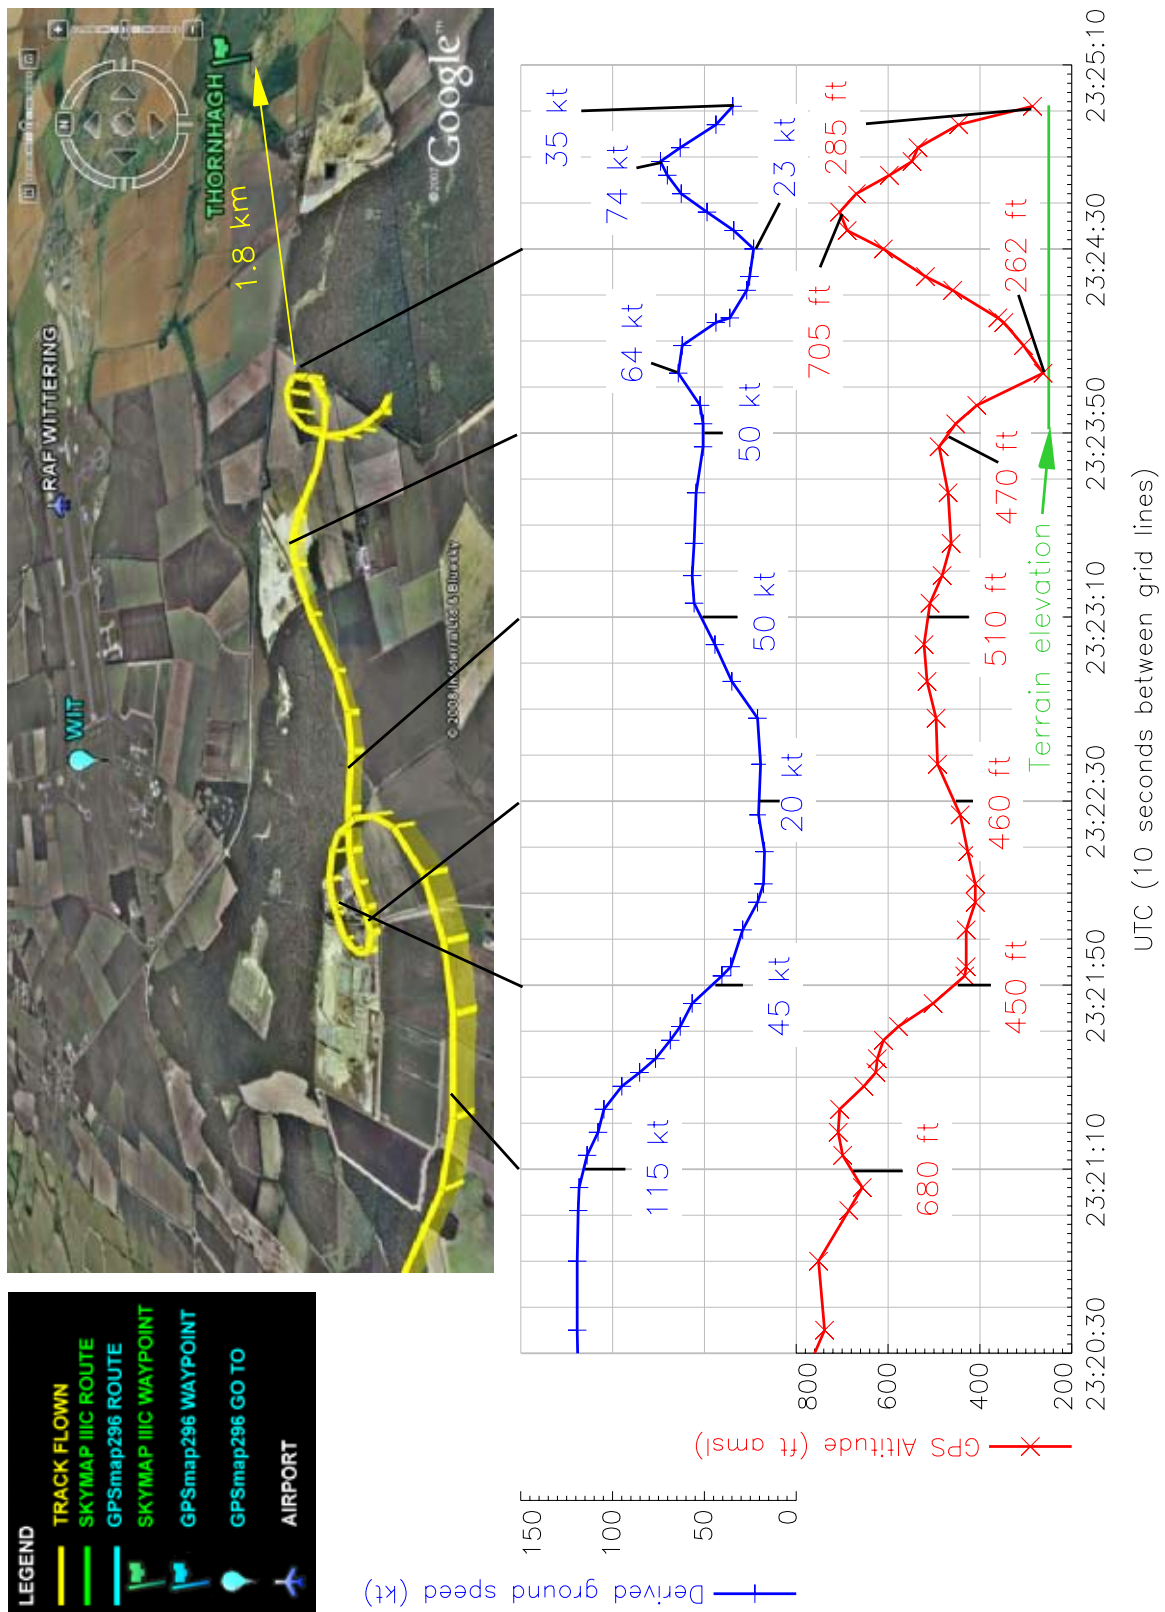 LEGEND
TRACK FLOWN
SKYMAP IIIC ROUTE
GPSmap296 ROUTE
SKYMAP IIIC WAYPOINT
GPSmap296 WAYPOINT
GPSmap296 GO TO
AIRPORT
RAF WITTERING
WIT
THORNHAGH
1.8 km
N
©2007 Google™
Derived ground speed (kt)
150
100
50
0
115 kt
45 kt
20 kt
50 kt
50 kt
64 kt
23 kt
74 kt
35 kt
GPS Altitude (ft amsl)
800
600
400
200
680 ft
450 ft
460 ft
510 ft
470 ft
262 ft
705 ft
285 ft
Terrain elevation
23:20:30
23:21:10
23:21:50
23:22:30
23:23:10
23:23:50
23:24:30
23:25:10
UTC (10 seconds between grid lines)